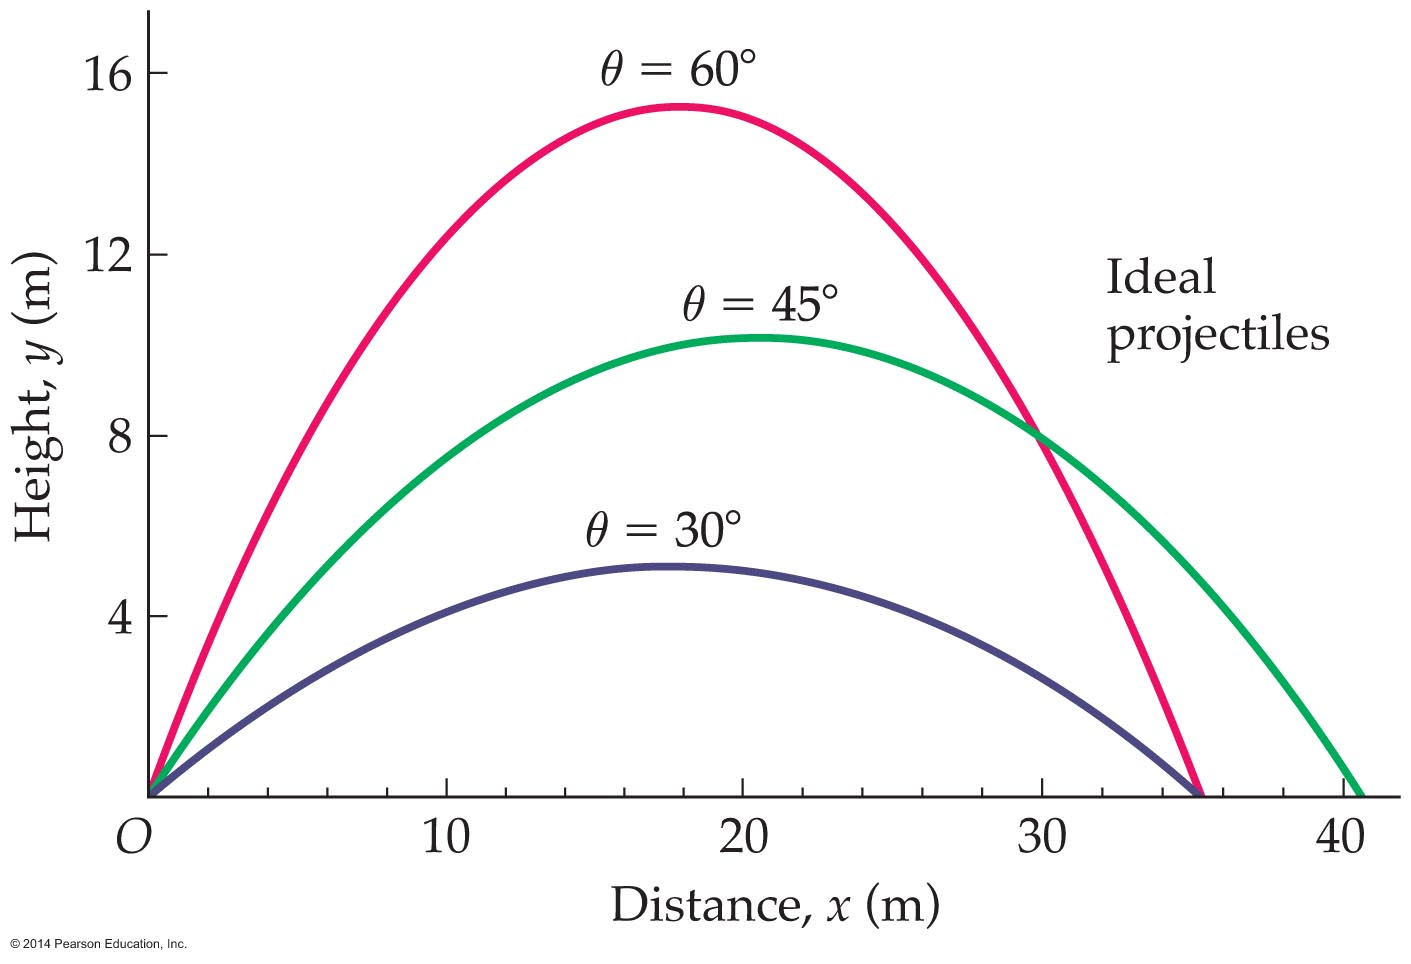 16
θ = 60°
12
Ideal
projectiles
θ = 45°
Height, y (m)
8
θ = 30°
4
O 10 20 30 40
Distance, x (m)
© 2014 Pearson Education, Inc.